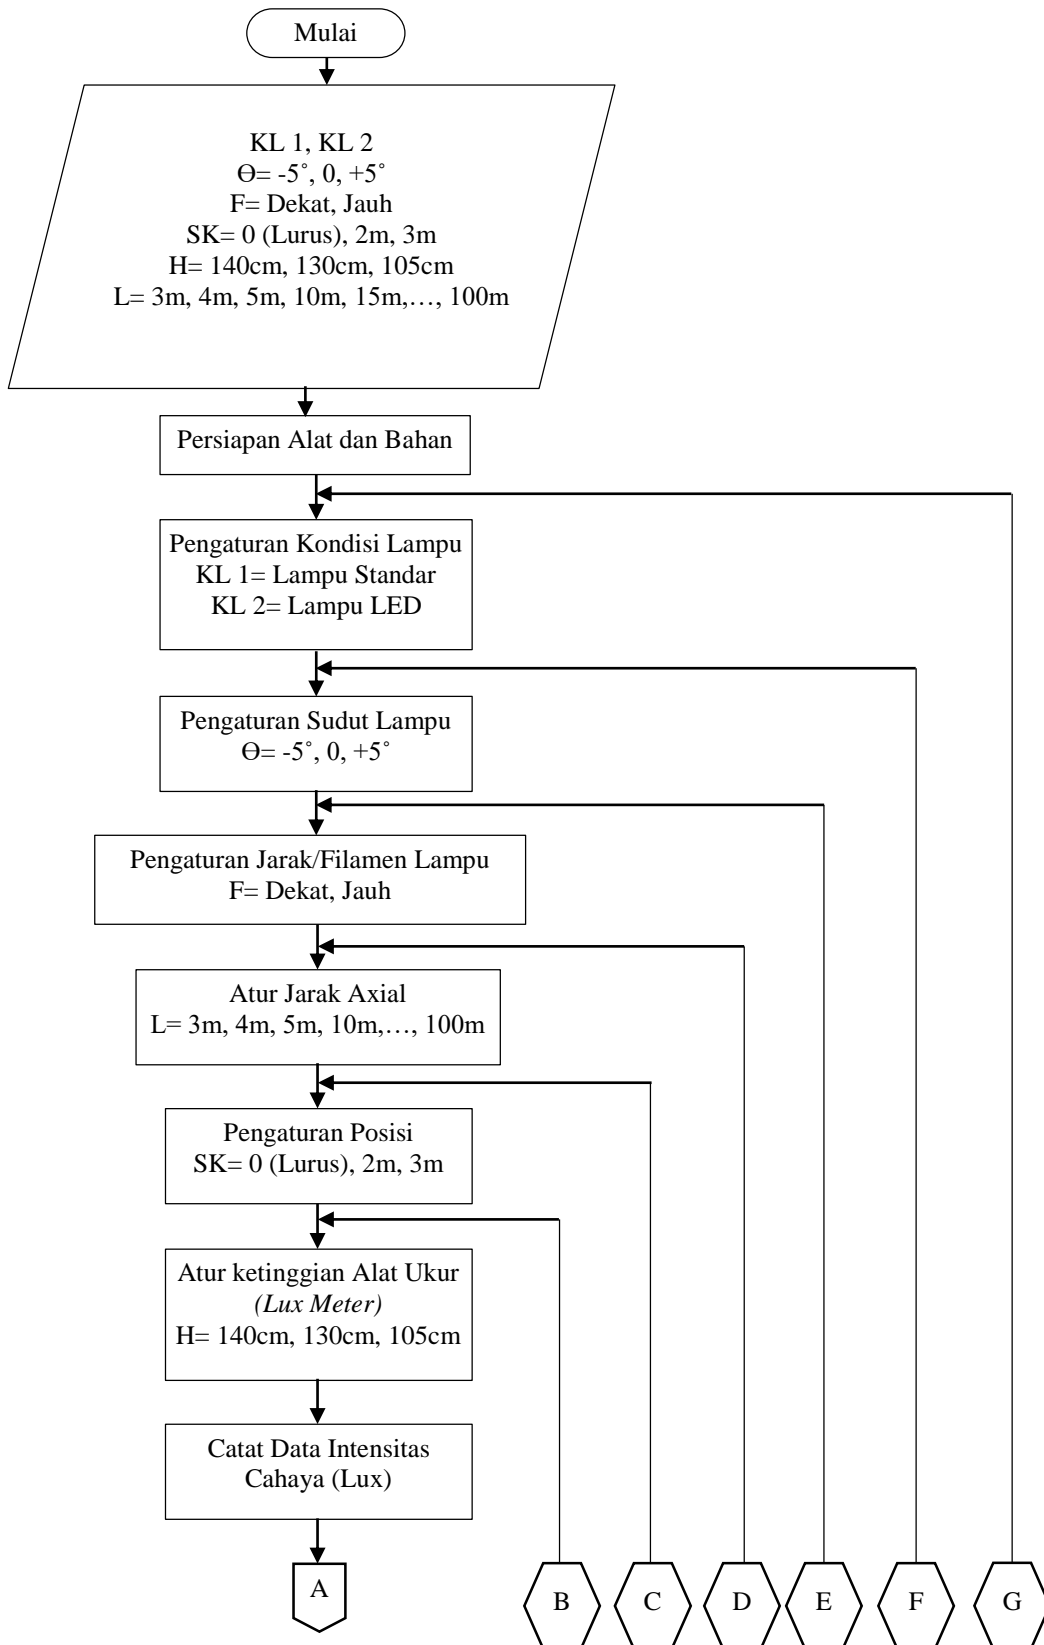 Mulai
KL 1, KL 2
Ɵ= -5˚, 0, +5˚
F= Dekat, Jauh
SK= 0 (Lurus), 2m, 3m
H= 140cm, 130cm, 105cm
L= 3m, 4m, 5m, 10m, 15m,…, 100m
Persiapan Alat dan Bahan
Pengaturan Kondisi Lampu
KL 1= Lampu Standar
KL 2= Lampu LED
Pengaturan Sudut Lampu
Ɵ= -5˚, 0, +5˚
Pengaturan Jarak/Filamen Lampu
F= Dekat, Jauh
Atur Jarak Axial
L= 3m, 4m, 5m, 10m,…, 100m
Pengaturan Posisi
SK= 0 (Lurus), 2m, 3m
Atur ketinggian Alat Ukur
(Lux Meter)
H= 140cm, 130cm, 105cm
Catat Data Intensitas
Cahaya (Lux)
A
B
C
D
E
F
G